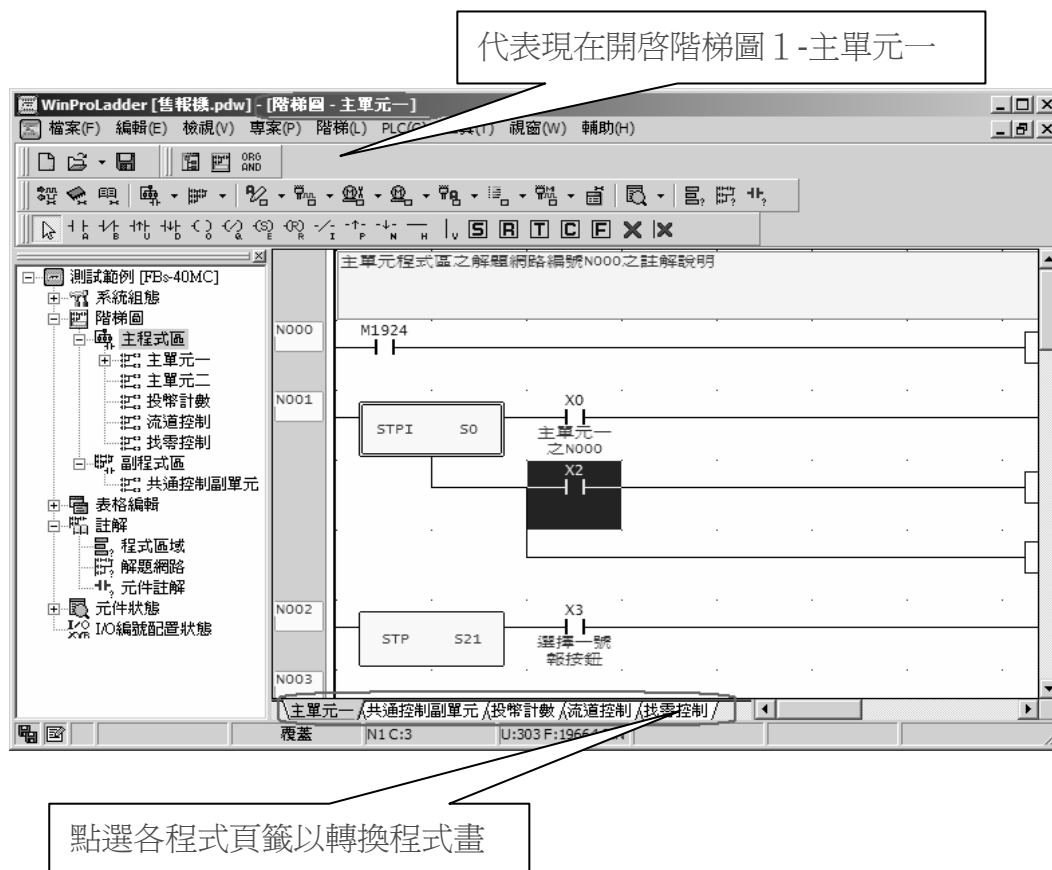 代表現在開啓階梯圖１-主單元一
WinProLadder [售報機.pdw] - [階梯圖 - 主單元一]
檔案(F) 編輯(E) 檢視(V) 專案(P) 階梯(L) 視窗(W) 輔助(H)
ORG
AND
A B U D O Q E R I P N H V S R T C F
主單元程式區之解題網路編號N000之註解說明
測試範例 [FBs-40MC]
系統組態
階梯圖
主程式區
主單元一
主單元二
投幣計數
流道控制
找零控制
副程式區
共通控制副單元
表格編輯
註解
程式區域
解題網路
元件註解
元件狀態
I/O編號配置狀態
N000
M1924
N001
STPI S0
X0
主單元一
之N000
X2
N002
STP S21
X3
選擇一號
報按鈕
N003
主單元一 共通控制副單元 投幣計數 流道控制 找零控制
覆蓋 N1 C:3 U:303 F:19664
點選各程式頁籤以轉換程式畫